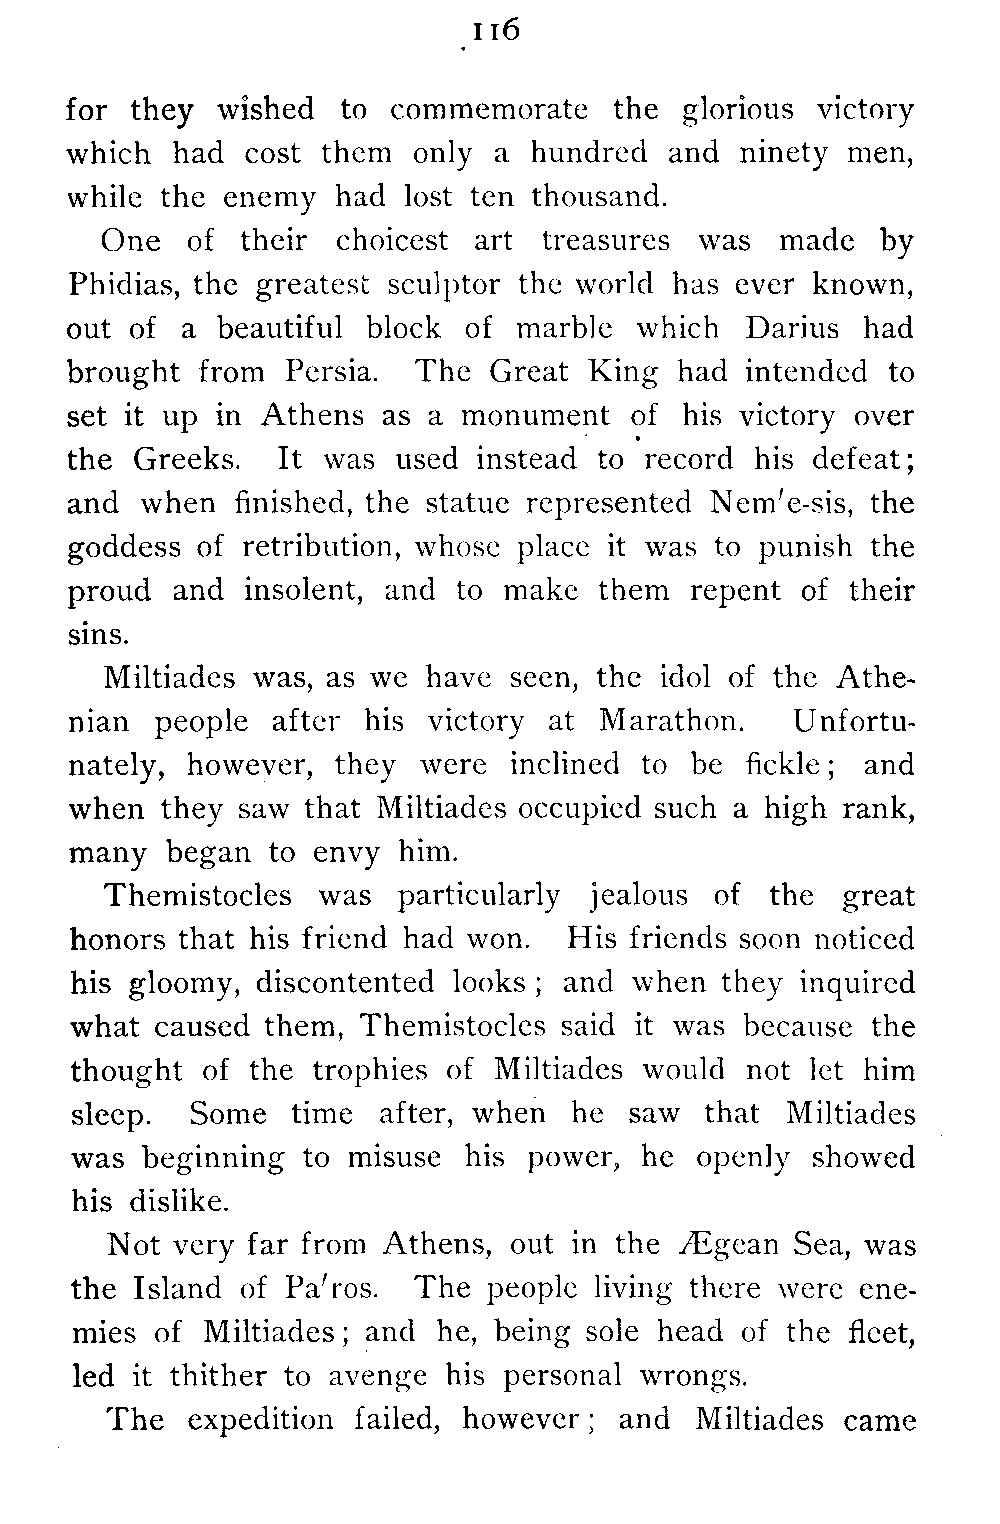 116
for they wished to commemorate the glorious victory
which had cost them only a hundred and ninety men,
while the enemy had lost ten thousand.
One of their choicest art treasures was made by
Phidias, the greatest sculptor the world has ever known,
out of a beautiful block of marble which Darius had
brought from Persia. The Great King had intended to
set it up in Athens as a monument of his victory over
the Greeks. It was used instead to record his defeat;
and when finished, the statue represented Nem′e-sis, the
goddess of retribution, whose place it was to punish the
proud and insolent, and to make them repent of their
sins.
Miltiades was, as we have seen, the idol of the Athe-
nian people after his victory at Marathon. Unfortu-
nately, however, they were inclined to be fickle; and
when they saw that Miltiades occupied such a high rank,
many began to envy him.
Themistocles was particularly jealous of the great
honors that his friend had won. His friends soon noticed
his gloomy, discontented looks; and when they inquired
what caused them, Themistocles said it was because the
thought of the trophies of Miltiades would not let him
sleep. Some time after, when he saw that Miltiades
was beginning to misuse his power, he openly showed
his dislike.
Not very far from Athens, out in the Ægean Sea, was
the Island of Pa′ros. The people living there were ene-
mies of Miltiades; and he, being sole head of the fleet,
led it thither to avenge his personal wrongs.
The expedition failed, however; and Miltiades came